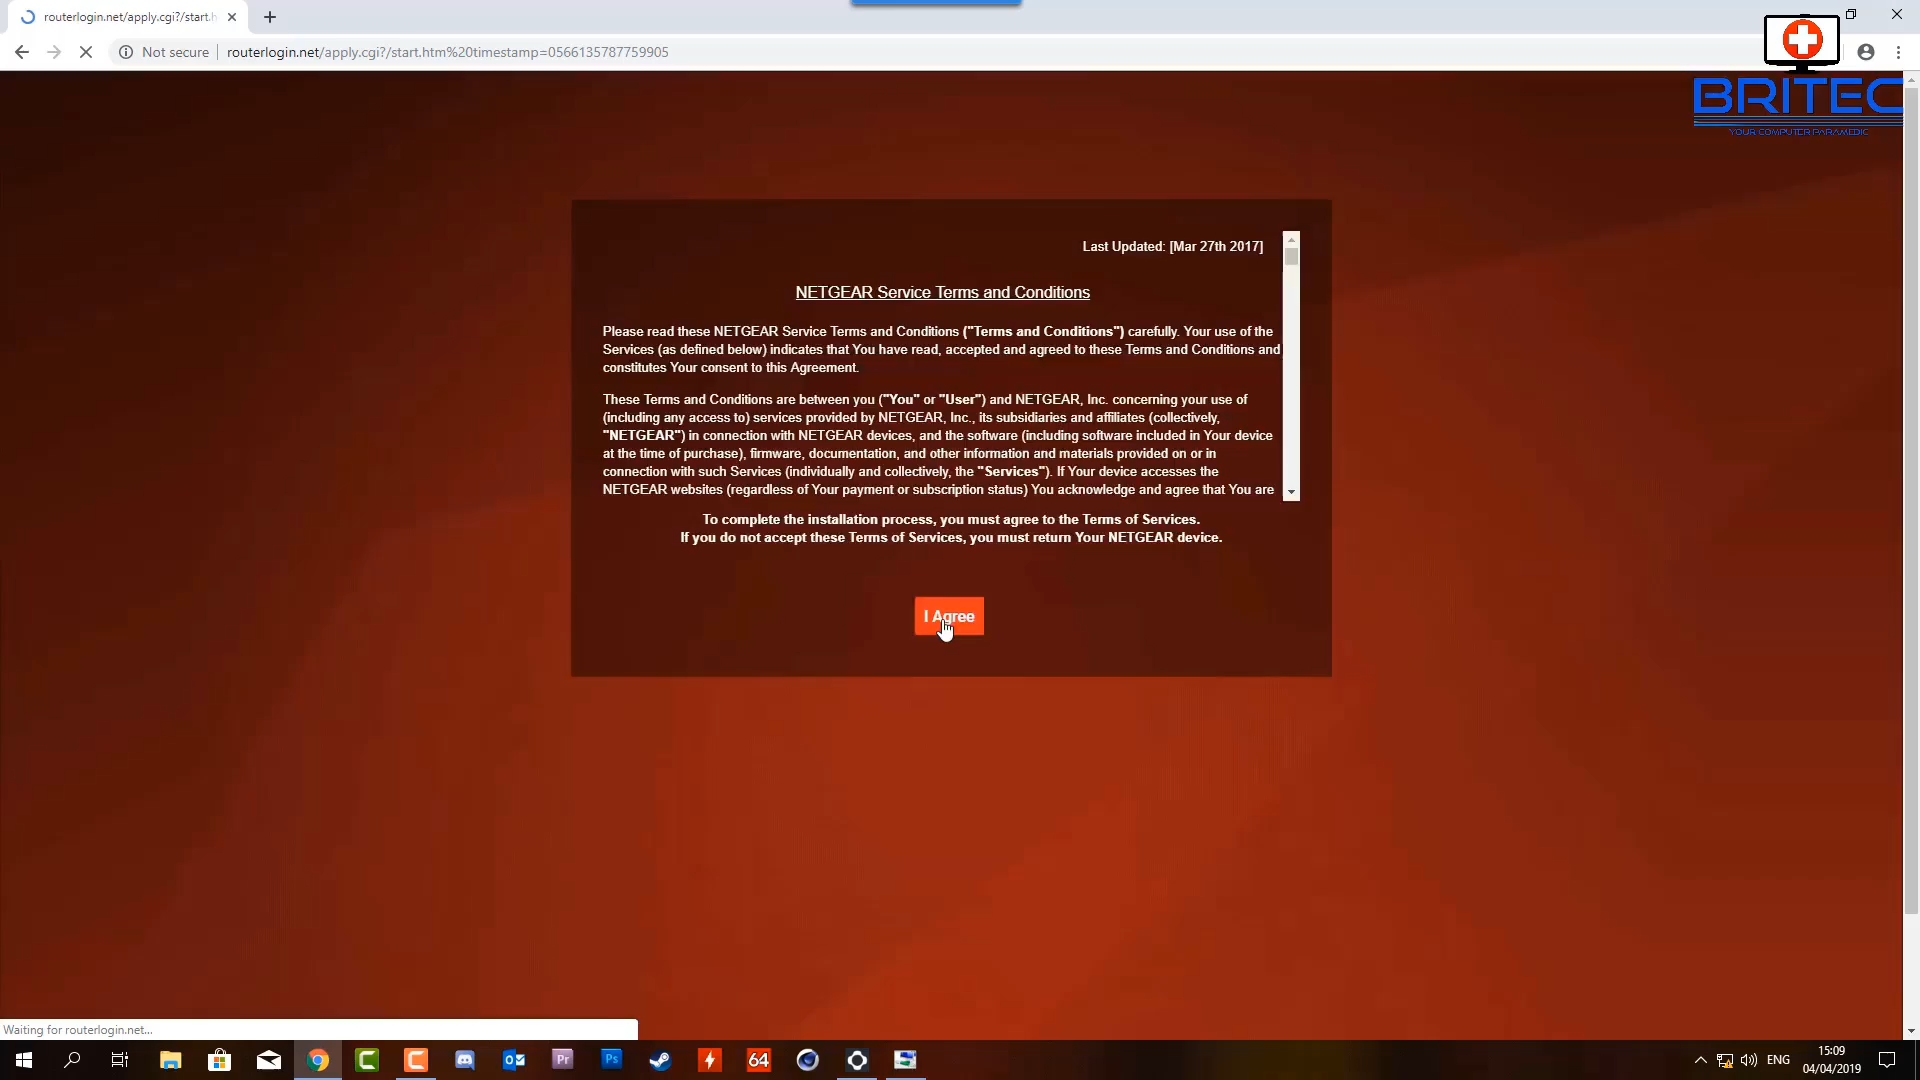 routerlogin.net/apply.cgi?/start.h
Not secure
routerlogin.net/apply.cgi?/start.htm%20timestamp=0566135787759905
BRITEC
YOUR COMPUTER PARAMEDIC
Last Updated: [Mar 27th 2017]
NETGEAR Service Terms and Conditions
Please read these NETGEAR Service Terms and Conditions ("Terms and Conditions") carefully. Your use of the
Services (as defined below) indicates that You have read, accepted and agreed to these Terms and Conditions and
constitutes Your consent to this Agreement.
These Terms and Conditions are between you ("You" or "User") and NETGEAR, Inc. concerning your use of
(including any access to) services provided by NETGEAR, Inc., its subsidiaries and affiliates (collectively,
"NETGEAR") in connection with NETGEAR devices, and the software (including software included in Your device
at the time of purchase), firmware, documentation, and other information and materials provided on or in
connection with such Services (individually and collectively, the "Services"). If Your device accesses the
NETGEAR websites (regardless of Your payment or subscription status) You acknowledge and agree that You are
To complete the installation process, you must agree to the Terms of Services.
If you do not accept these Terms of Services, you must return Your NETGEAR device.
I Agree
Waiting for routerlogin.net...
Pr
Ps
64
ENG
15:09
04/04/2019